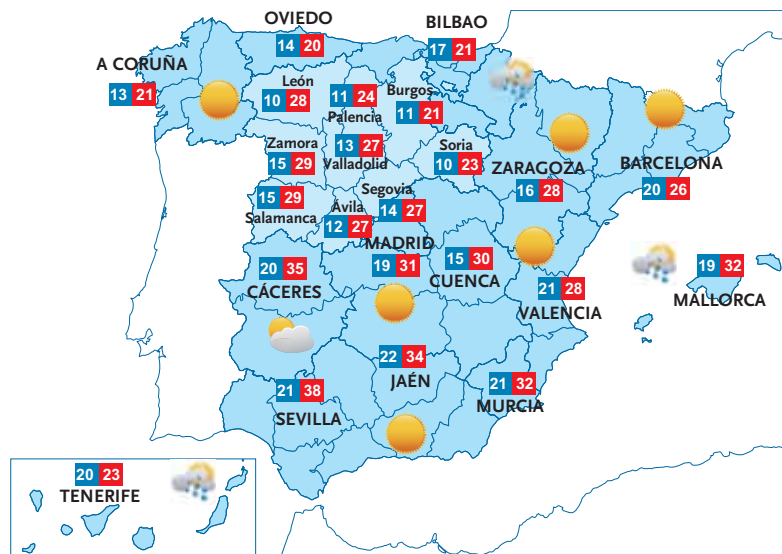 OVIEDO
14 20
BILBAO
17 21
A CORUÑA
13 21
León
10 28
11 24
Palencia
Burgos
11 21
Zamora
15 29
13 27
Valladolid
Soria
10 23
ZARAGOZA
16 28
BARCELONA
20 26
15 29
Salamanca
Ávila
12 27
Segovia
14 27
MADRID
19 31
15 30
CUENCA
20 35
CÁCERES
21 28
VALENCIA
19 32
MALLORCA
22 34
JAÉN
21 38
SEVILLA
21 32
MURCIA
20 23
TENERIFE